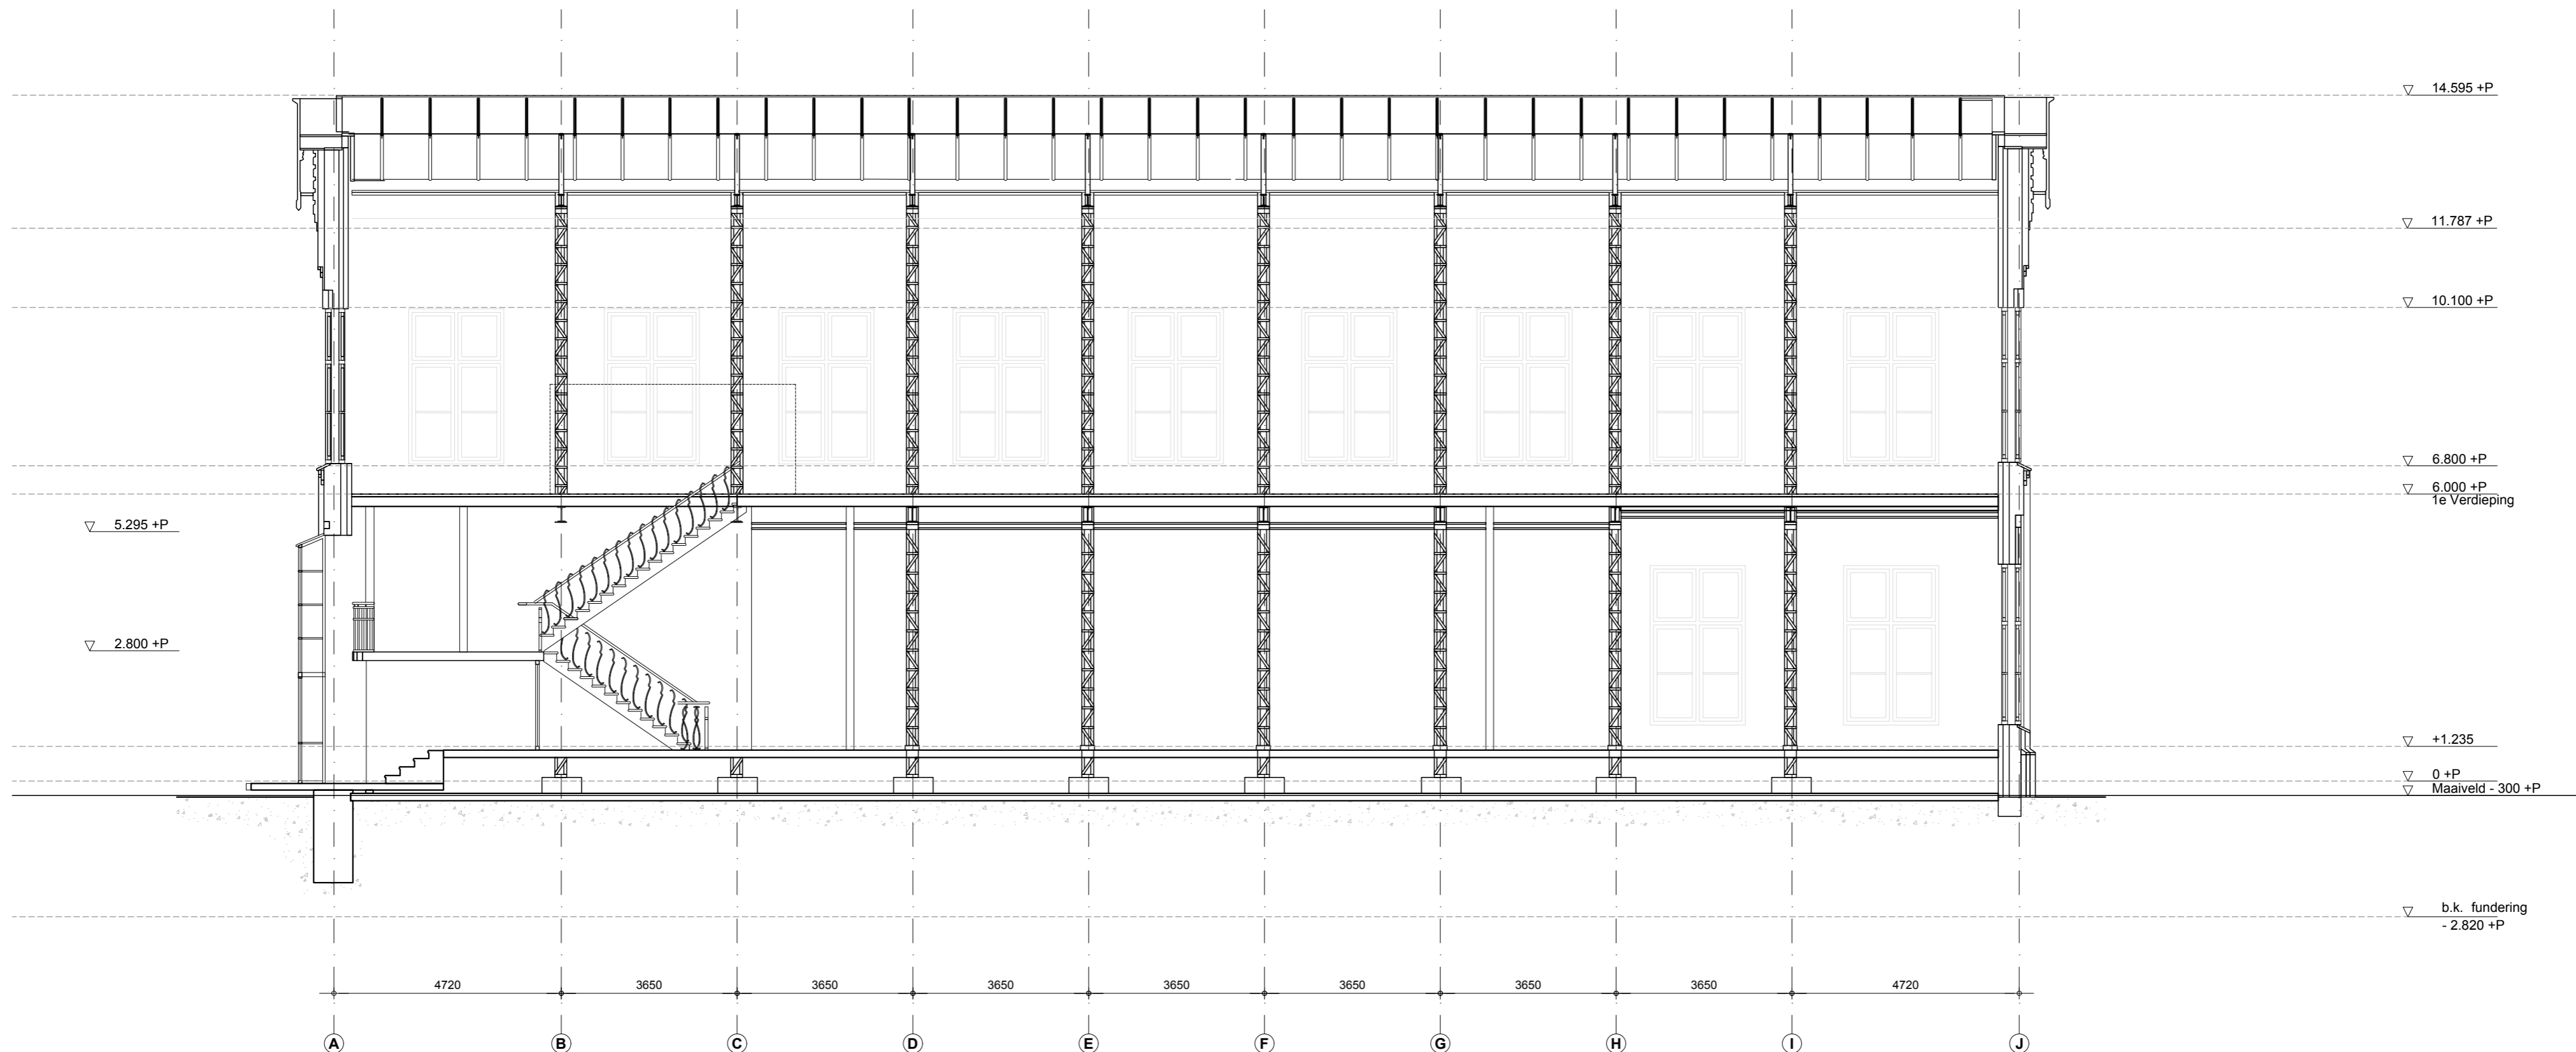 14.595 +P
11.787 +P
10.100 +P
6.800 +P
6.000 +P
1e Verdieping
5.295 +P
2.800 +P
+1.235
0 +P
Maaiveld - 300 +P
b.k. fundering
- 2.820 +P
4720 3650 3650 3650 3650 3650 3650 3650 4720
A B C D E F G H I J